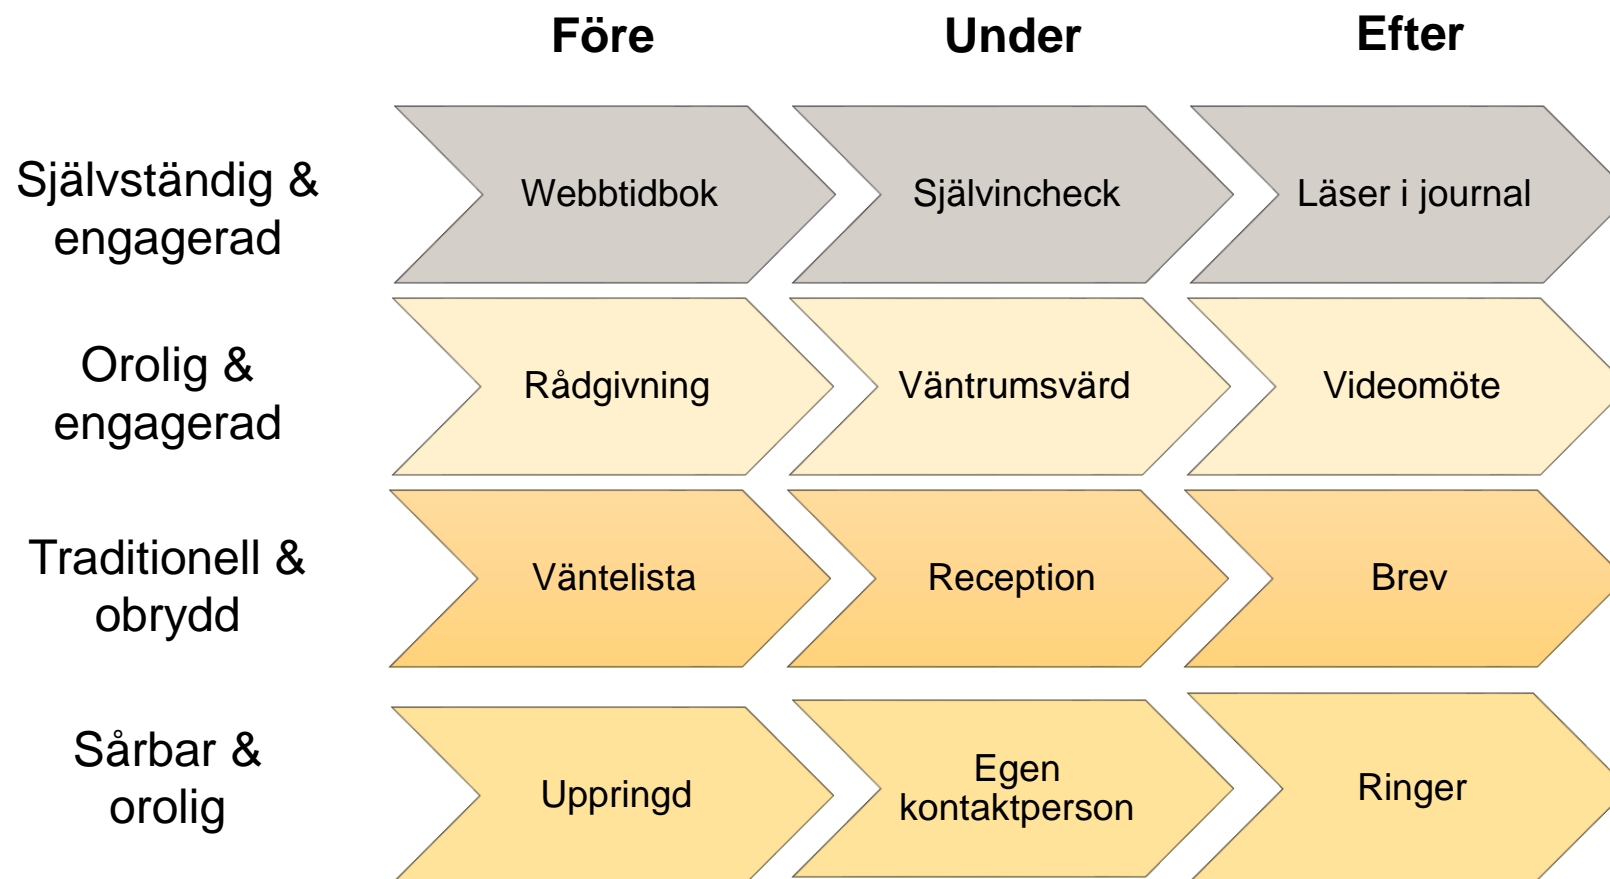 Före Under Efter
Självständig &
engagerad
Webbtidbok Självincheck Läser i journal
Orolig &
engagerad
Rådgivning Väntrumsvärd Videomöte
Traditionell &
obrydd
Väntelista Reception Brev
Sårbar &
orolig
Uppringd
Egen
kontaktperson
Ringer